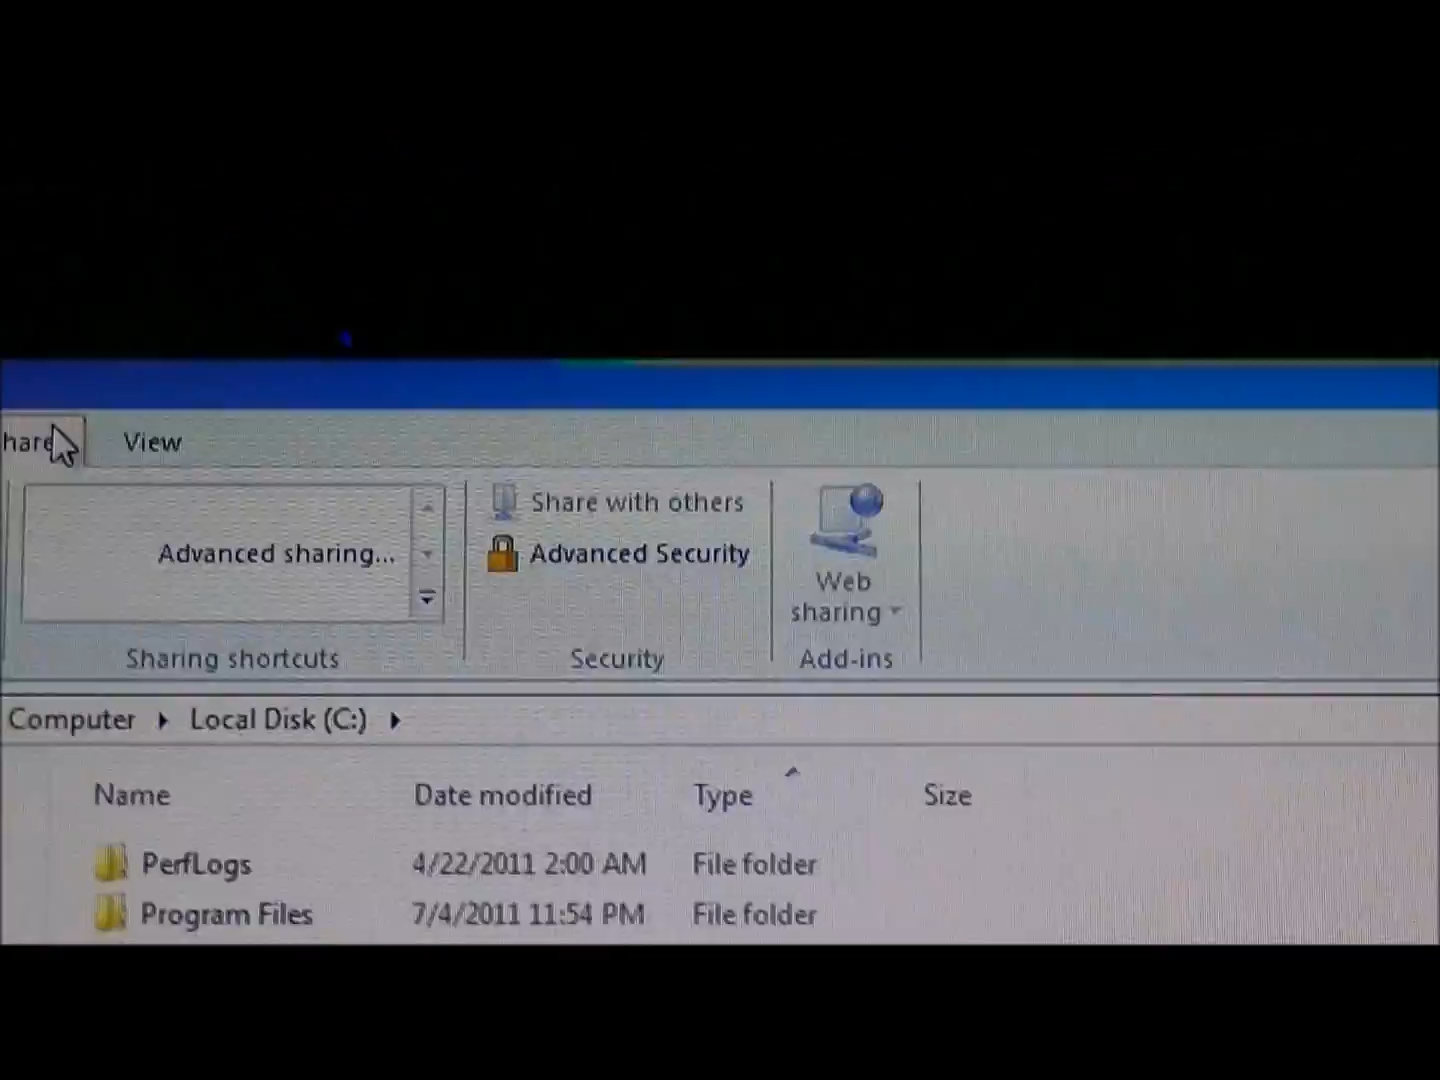 hare
View
Advanced sharing...
Share with others
Advanced Security
Web
sharing
Sharing shortcuts
Security
Add-ins
Computer
Local Disk (C:)
Name
Date modified
Type
Size
PerfLogs
4/22/2011 2:00 AM
File folder
Program Files
7/4/2011 11:54 PM
File folder